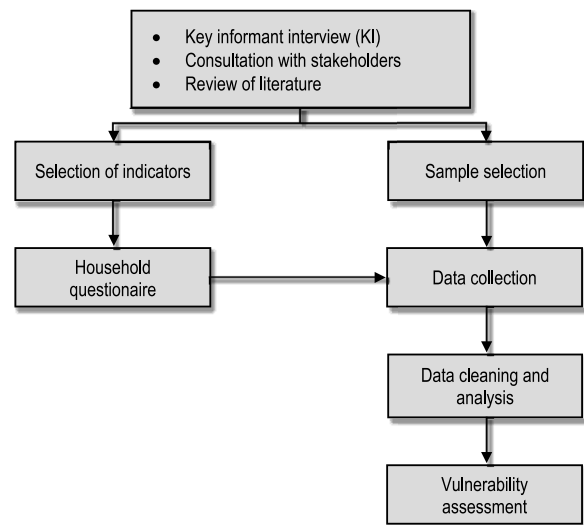 • Key informant interview (KI)
• Consultation with stakeholders
• Review of literature
Selection of indicators
Sample selection
Household
questionaire
Data collection
Data cleaning and
analysis
Vulnerability
assessment